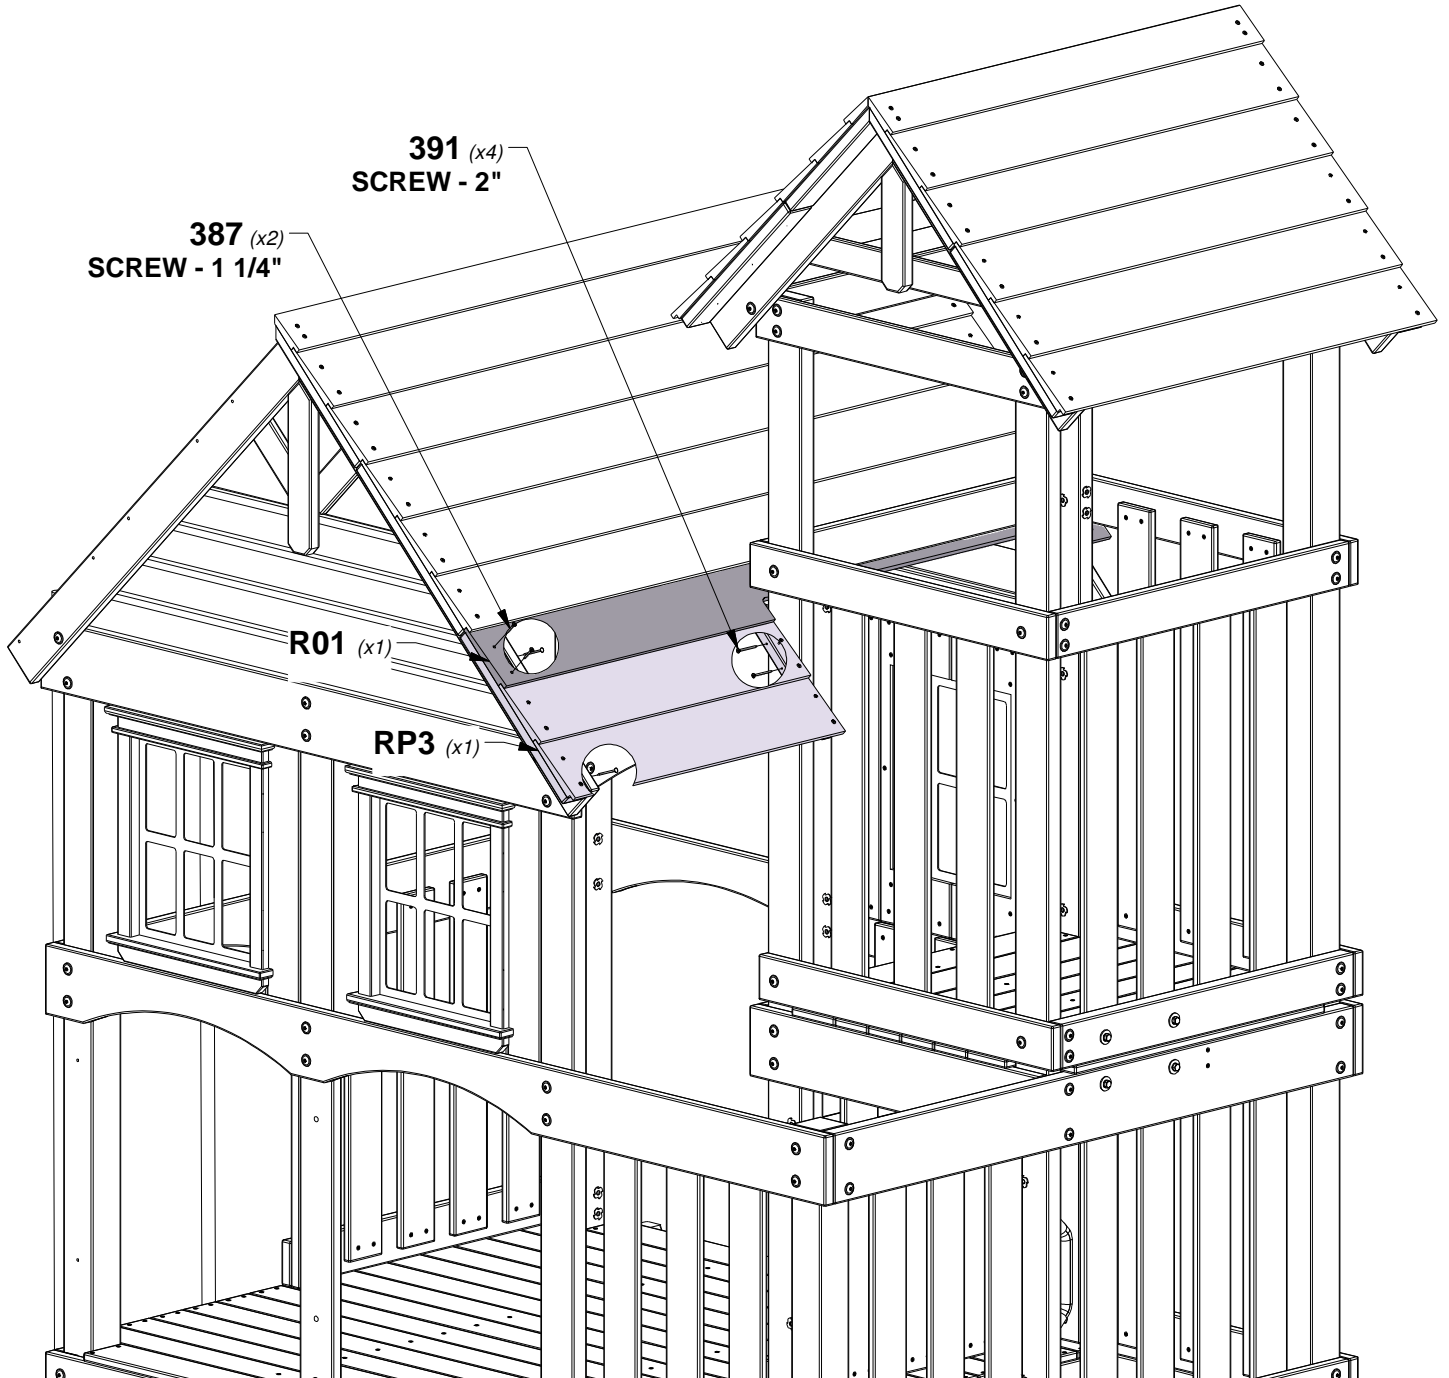 391 (x4)
SCREW - 2"
387 (x2)
SCREW - 1 1/4"
R01 (x1)
RP3 (x1)